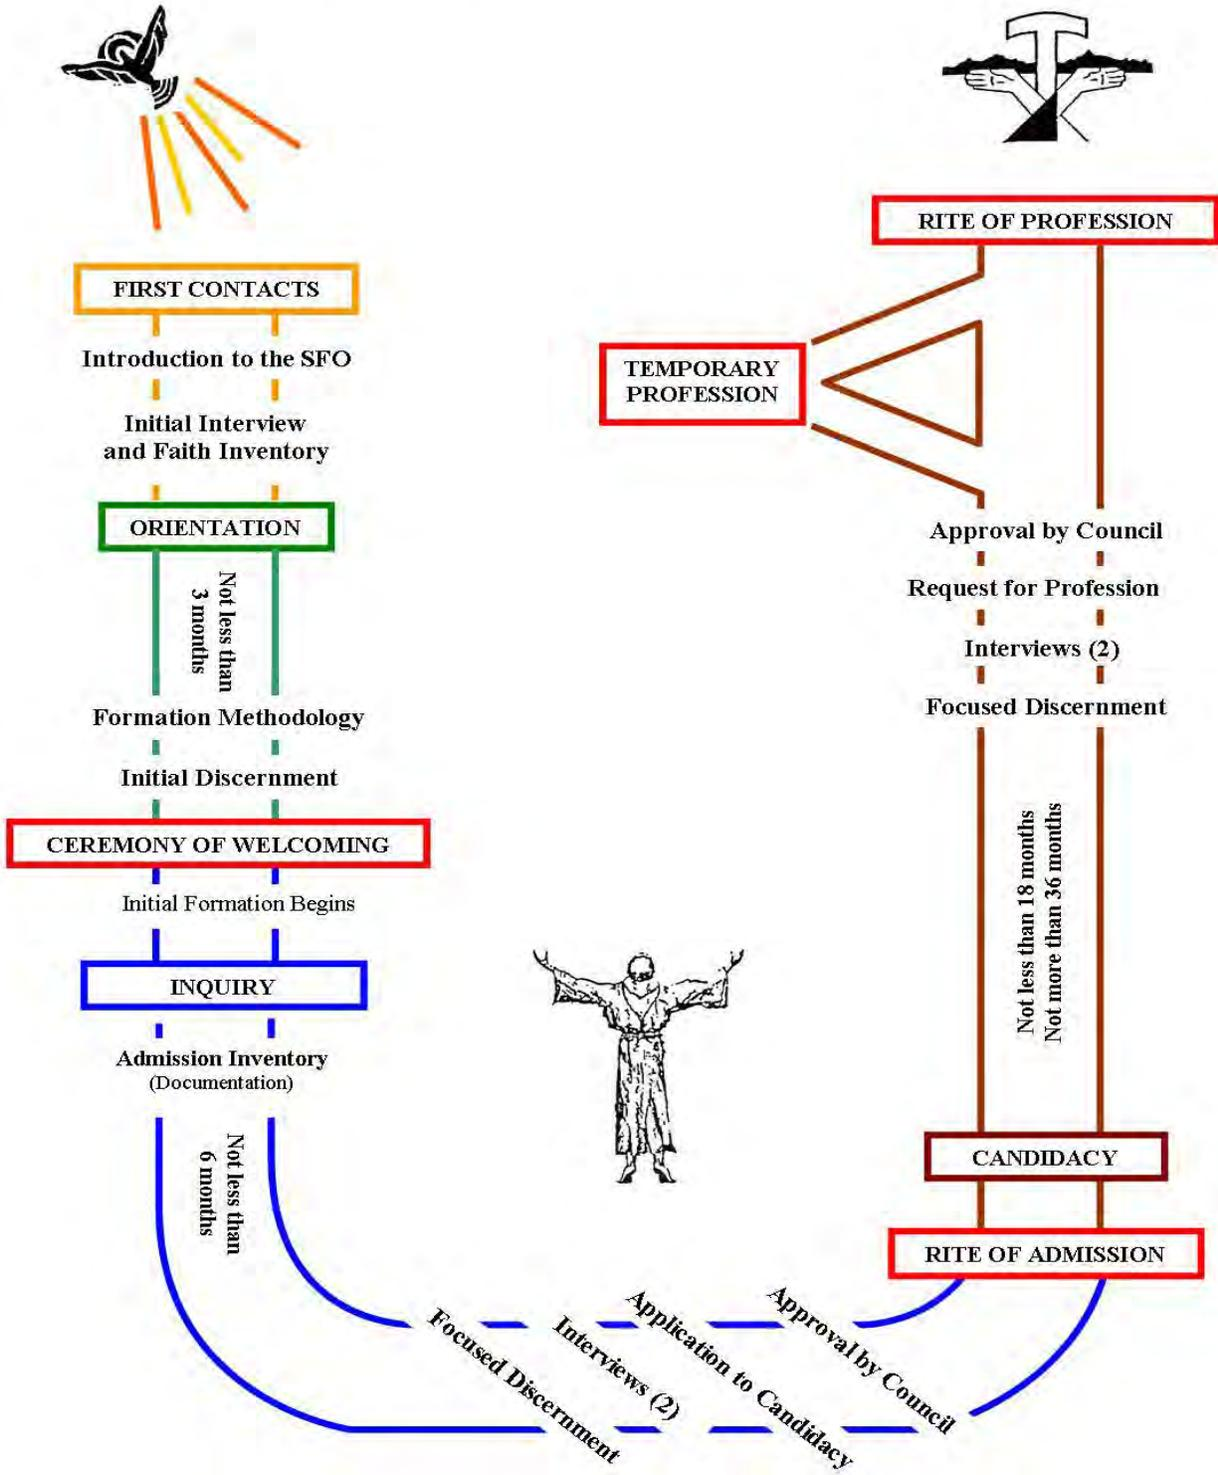 FIRST CONTACTS
Introduction to the SFO
Initial Interview
and Faith Inventory
ORIENTATION
Not less than
3 months
Formation Methodology
Initial Discernment
CEREMONY OF WELCOMING
Initial Formation Begins
INQUIRY
Admission Inventory
(Documentation)
Not less than
6 months
Focused Discernment
Interviews (2)
Application to Candidacy
Approval by Council
RITE OF ADMISSION
CANDIDACY
Not less than 18 months
Not more than 36 months
Focused Discernment
Interviews (2)
Request for Profession
Approval by Council
TEMPORARY
PROFESSION
RITE OF PROFESSION